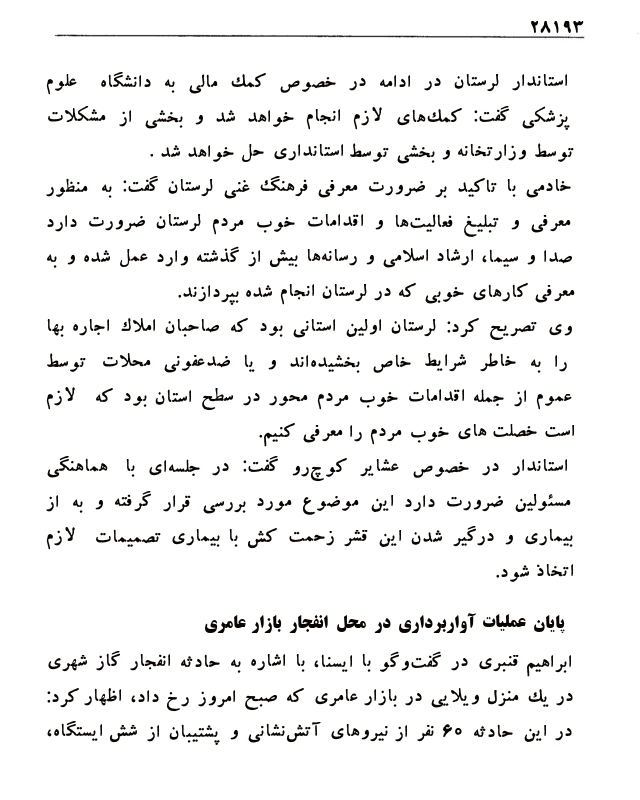 ۲۸۱۹۳
استاندار لرستان در ادامه در خصوص کمك مالی به دانشگاه علوم
پزشکی گفت: کمك‌های لازم انجام خواهد شد و بخشی از مشکلات
توسط وزارتخانه و بخشی توسط استانداری حل خواهد شد .
خادمی با تاکید بر ضرورت معرفی فرهنگ غنی لرستان گفت: به منظور
معرفی و تبلیغ فعالیت‌ها و اقدامات خوب مردم لرستان ضرورت دارد
صدا و سیما، ارشاد اسلامی و رسانه‌ها بیش از گذشته وارد عمل شده و به
معرفی کارهای خوبی که در لرستان انجام شده بپردازند.
وی تصریح کرد: لرستان اولین استانی بود که صاحبان املاك اجاره بها
را به خاطر شرایط خاص بخشیده‌اند و یا ضدعفونی محلات توسط
عموم از جمله اقدامات خوب مردم محور در سطح استان بود که لازم
است خصلت های خوب مردم را معرفی کنیم.
استاندار در خصوص عشایر کوچ‌رو گفت: در جلسه‌ای با هماهنگی
مسئولین ضرورت دارد این موضوع مورد بررسی قرار گرفته و به از
بیماری و درگیر شدن این قشر زحمت کش با بیماری تصمیمات لازم
اتخاذ شود.
پایان عملیات آواربرداری در محل انفجار بازار عامری
ابراهیم قنبری در گفت‌وگو با ایسنا، با اشاره به حادثه انفجار گاز شهری
در یك منزل ویلایی در بازار عامری که صبح امروز رخ داد، اظهار کرد:
در این حادثه ۶۰ نفر از نیروهای آتش‌نشانی و پشتیبان از شش ایستگاه،